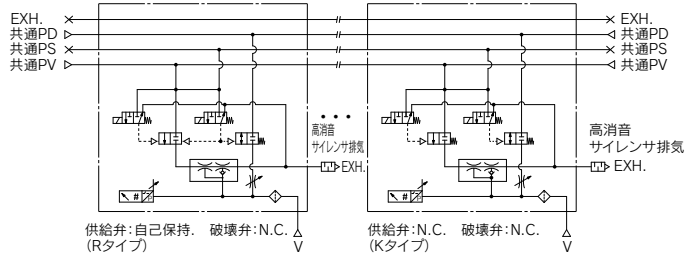 EXH.
共通PD
共通PS
共通PV
EXH.
共通PD
共通PS
共通PV
高消音
サイレンサ排気
EXH.
高消音
サイレンサ排気
EXH.
#
#
供給弁:自己保持.
(Rタイプ)
破壊弁:N.C.
V
供給弁:N.C.
(Kタイプ)
破壊弁:N.C.
V